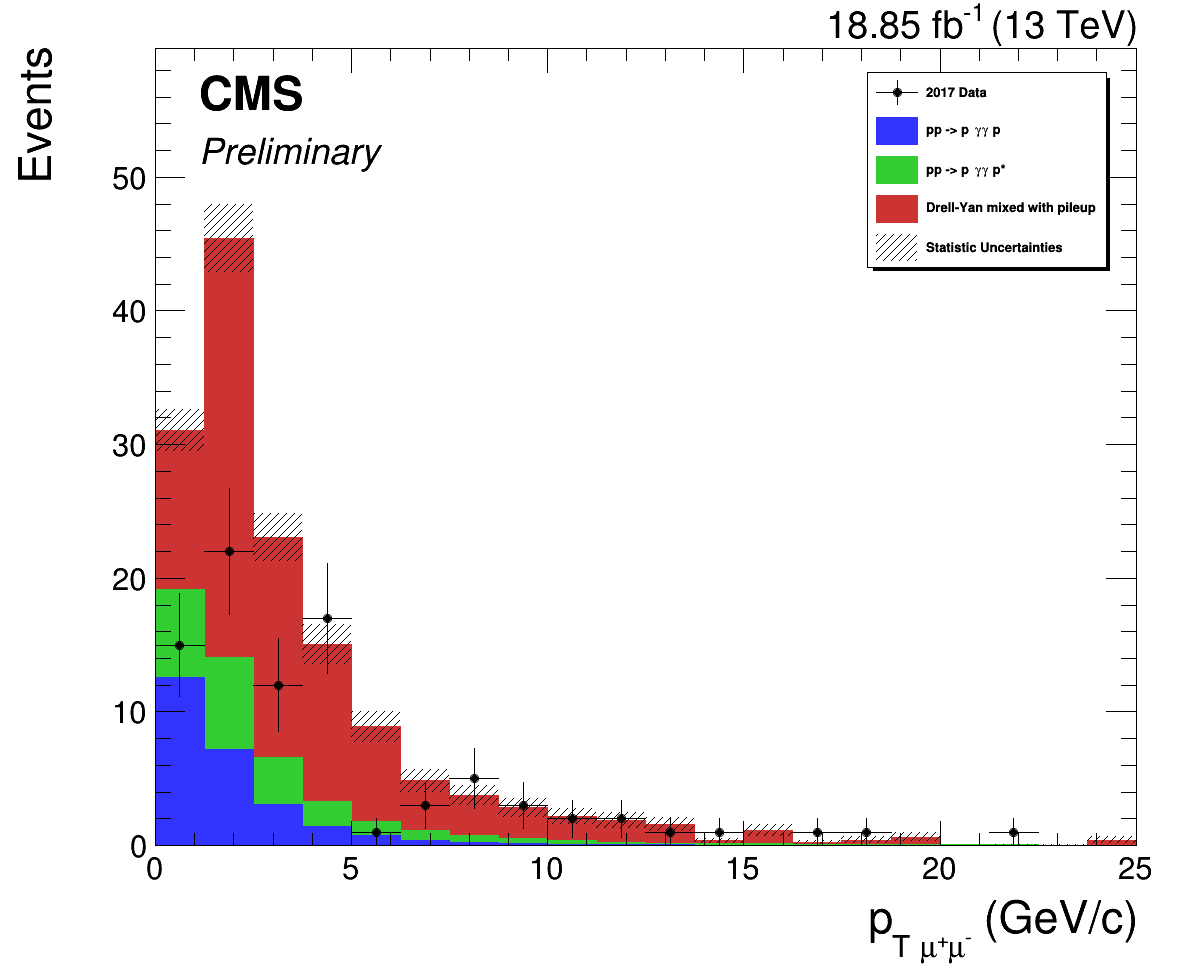 18.85 fb⁻¹ (13 TeV)
Events
CMS
Preliminary
2017 Data
pp -> p γγ p
pp -> p γγ p*
Drell-Yan mixed with pileup
Statistic Uncertainties
50
40
30
20
10
0
0 5 10 15 20 25
p_T μ⁺μ⁻ (GeV/c)